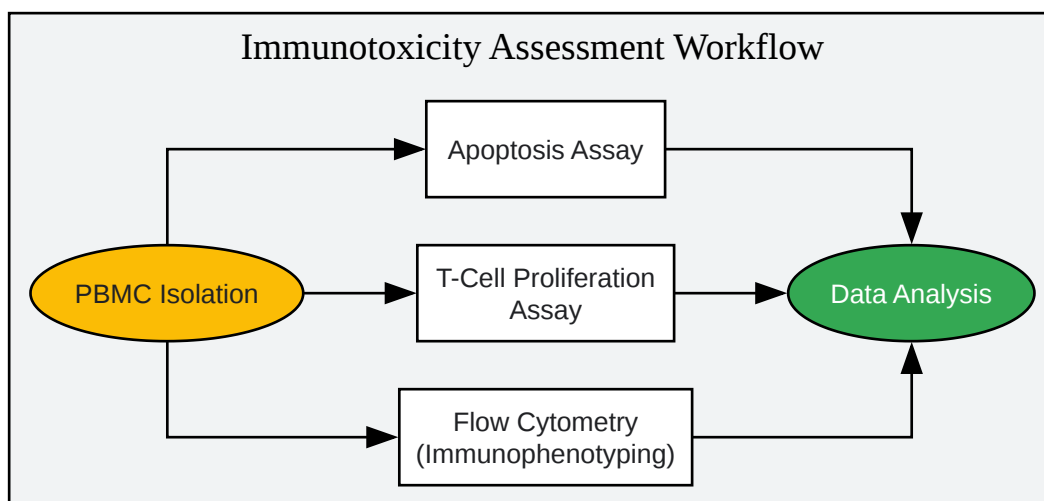 Immunotoxicity Assessment Workflow
Apoptosis Assay
PBMC Isolation
T-Cell Proliferation
Assay
Data Analysis
Flow Cytometry
(Immunophenotyping)